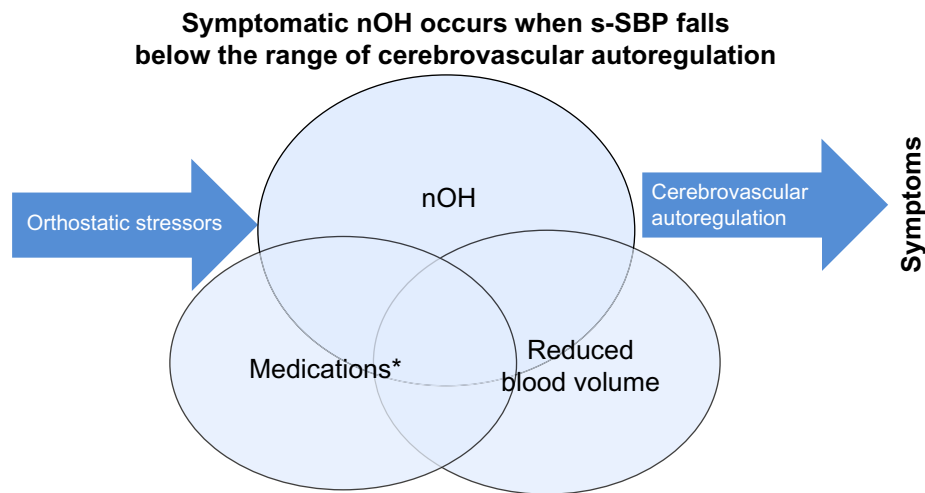 Symptomatic nOH occurs when s-SBP falls
below the range of cerebrovascular autoregulation
Orthostatic stressors
nOH
Cerebrovascular
autoregulation
Symptoms
Medications*
Reduced
blood volume